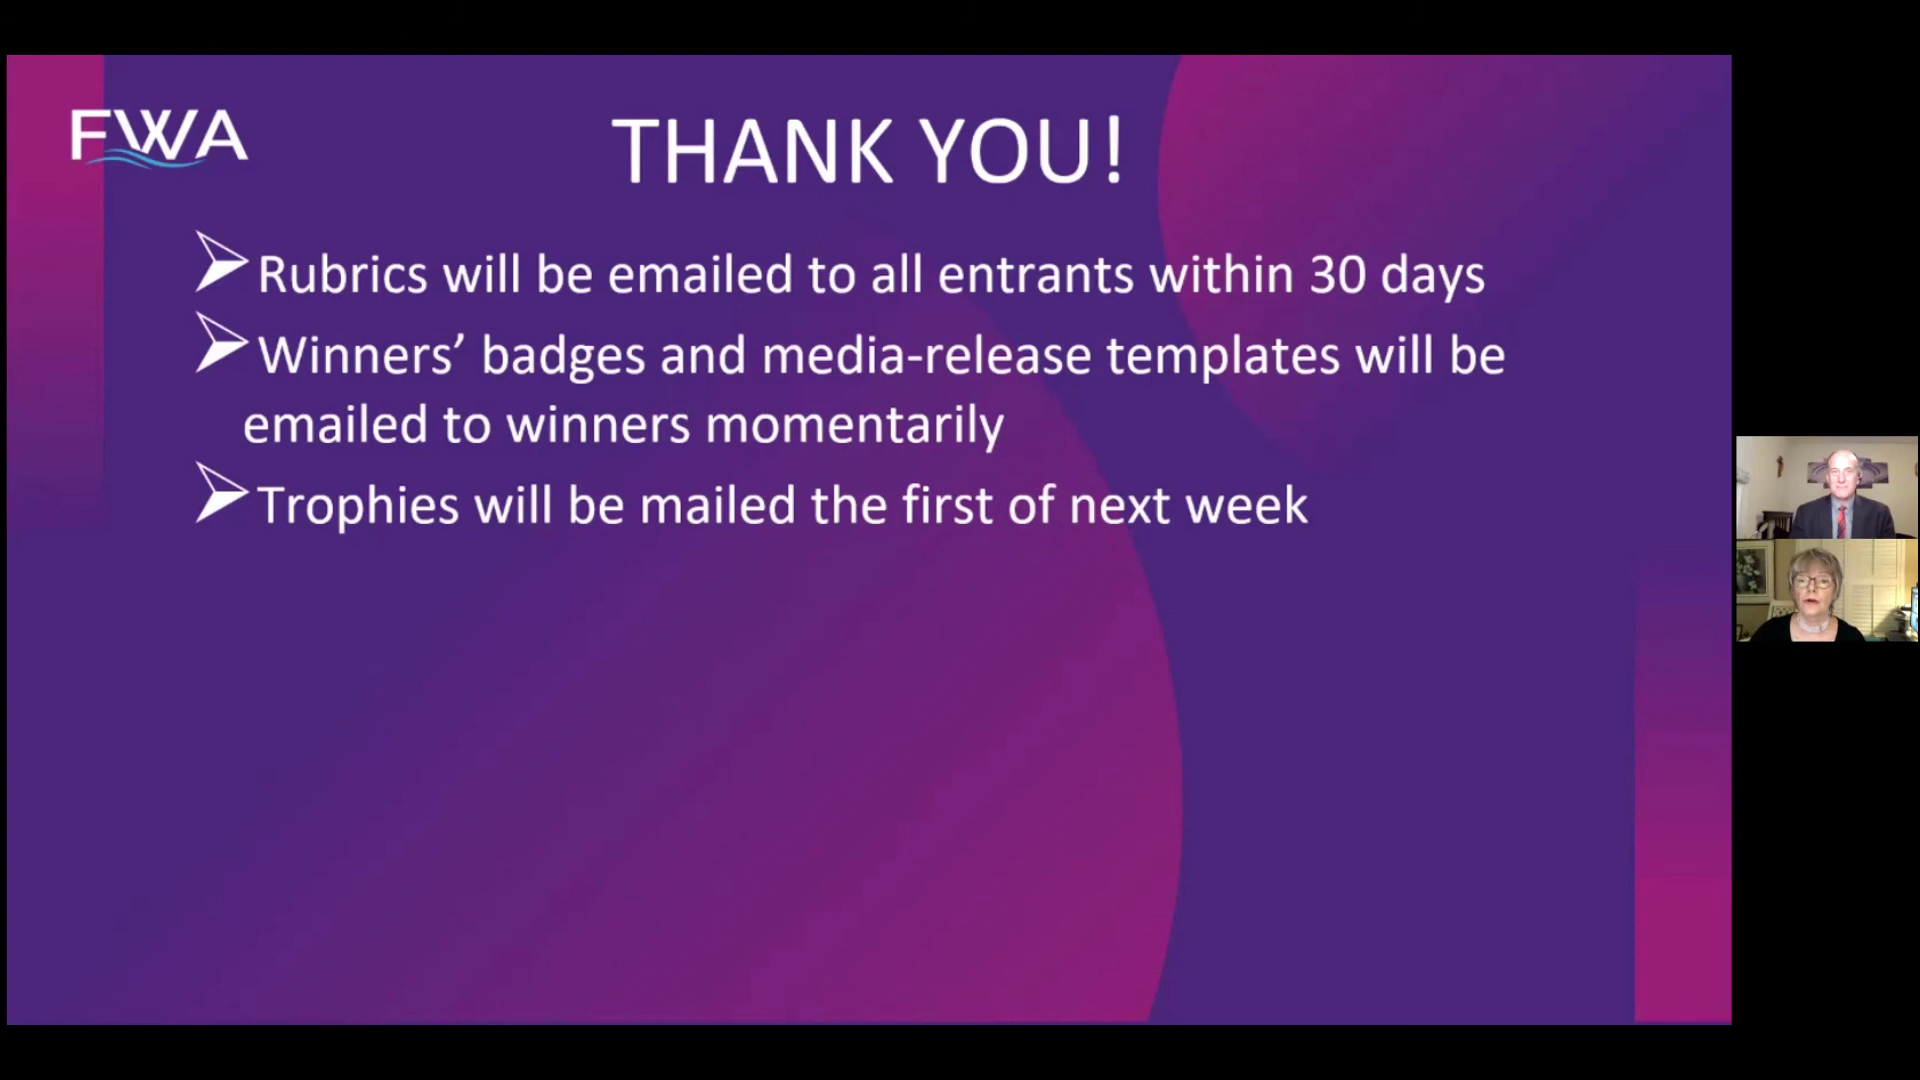 FWA
THANK YOU!
Rubrics will be emailed to all entrants within 30 days
Winners’ badges and media-release templates will be
emailed to winners momentarily
Trophies will be mailed the first of next week